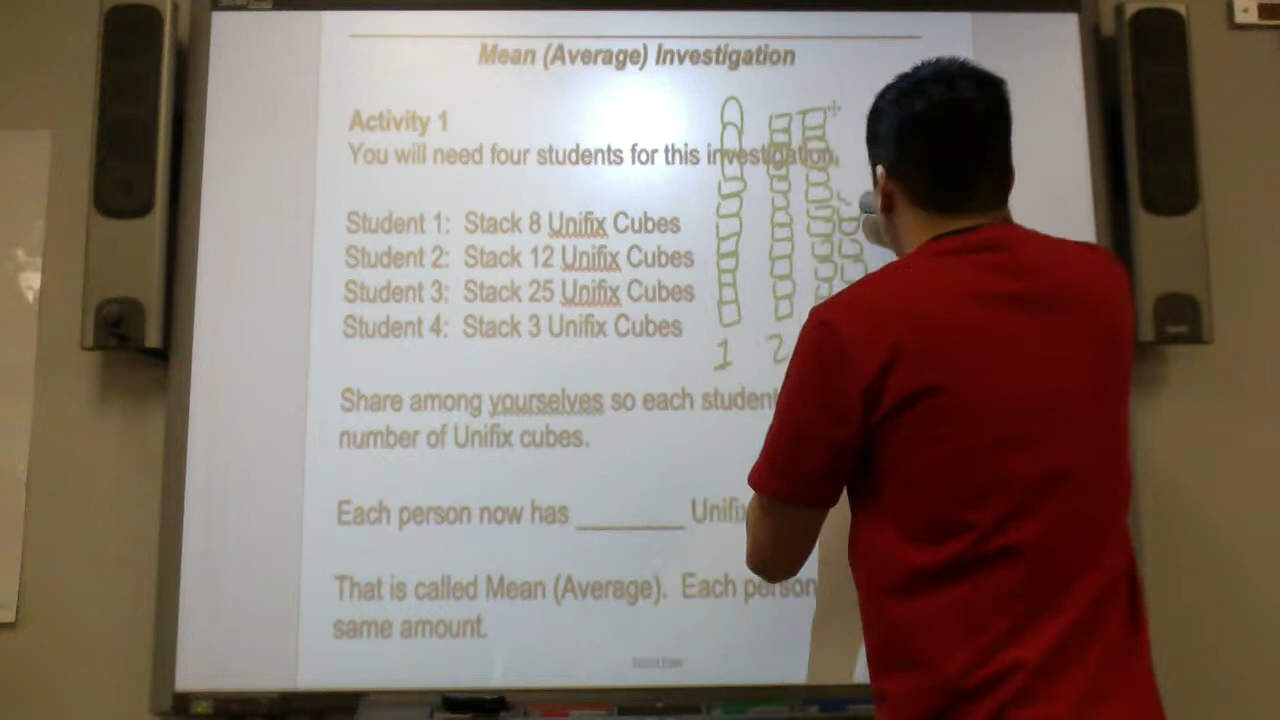 Mean (Average) Investigation
Activity 1
You will need four students for this investigation.
Student 1: Stack 8 Unifix Cubes
Student 2: Stack 12 Unifix Cubes
Student 3: Stack 25 Unifix Cubes
Student 4: Stack 3 Unifix Cubes
1 2
Share among yourselves so each student
number of Unifix cubes.
Each person now has ______ Unifix
That is called Mean (Average). Each person
same amount.